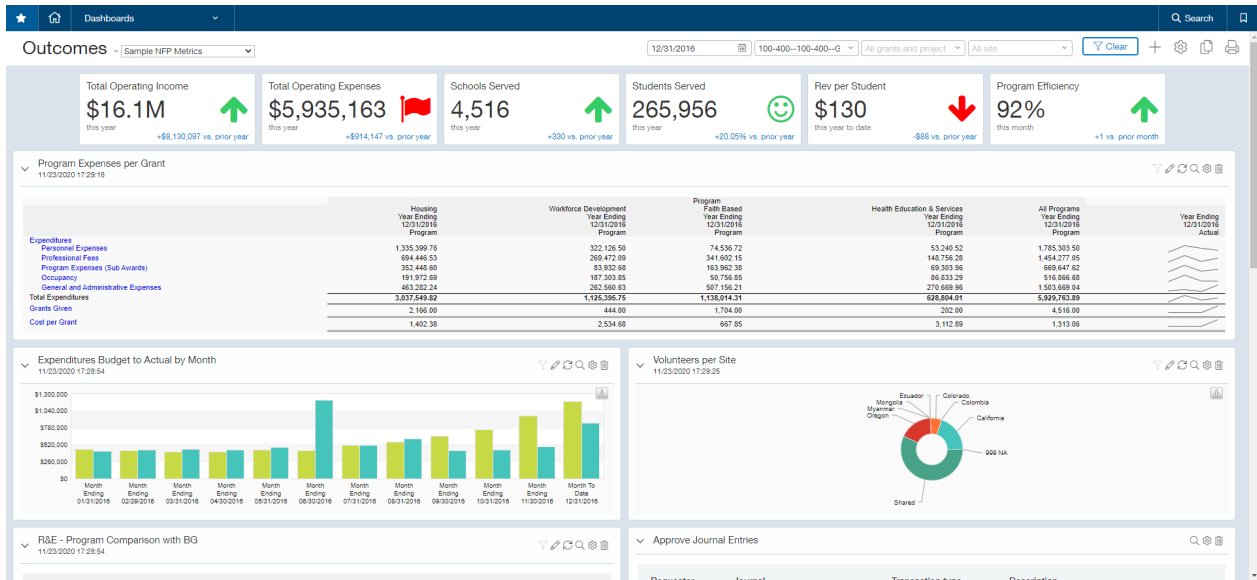 Dashboards
Search
Outcomes
Sample NFP Metrics
12/31/2016
100-400--100-400--G
All grants and project
All site
Clear
Total Operating Income
$16.1M
this year
+$8,130,097 vs. prior year
Total Operating Expenses
$5,935,163
this year
+$914,147 vs. prior year
Schools Served
4,516
this year
+330 vs. prior year
Students Served
265,956
this year
+20.05% vs. prior year
Rev per Student
$130
this year to date
-$88 vs. prior year
Program Efficiency
92%
this month
+1 vs. prior month
Program Expenses per Grant
11/23/2020 17:29:18
Program
Housing Workforce Development Faith Based Health Education & Services All Programs
Year Ending Year Ending Year Ending Year Ending Year Ending Year Ending
12/31/2016 12/31/2016 12/31/2016 12/31/2016 12/31/2016 12/31/2016
Program Program Program Program Program Actual
Expenditures
Personnel Expenses 1,335,399.76 322,126.50 74,536.72 53,240.52 1,785,303.50
Professional Fees 694,446.53 269,472.09 341,602.15 148,756.28 1,454,277.05
Program Expenses (Sub Awards) 352,448.60 83,932.68 163,962.38 69,303.96 669,647.62
Occupancy 191,972.69 187,303.85 50,756.85 86,833.29 516,866.68
General and Administrative Expenses 463,282.24 262,560.63 507,156.21 270,669.96 1,503,669.04
Total Expenditures 3,037,549.82 1,125,395.75 1,138,014.31 628,804.01 5,929,763.89
Grants Given 2,166.00 444.00 1,704.00 202.00 4,516.00
Cost per Grant 1,402.38 2,534.68 667.85 3,112.89 1,313.06
Expenditures Budget to Actual by Month
11/23/2020 17:28:54
$1,300,000
$1,040,000
$780,000
$520,000
$260,000
$0
Month Month Month Month Month Month Month Month Month Month Month Month To
Ending Ending Ending Ending Ending Ending Ending Ending Ending Ending Ending Date
01/31/2016 02/29/2016 03/31/2016 04/30/2016 05/31/2016 06/30/2016 07/31/2016 08/31/2016 09/30/2016 10/31/2016 11/30/2016 12/31/2016
Volunteers per Site
11/23/2020 17:29:25
Ecuador
Colorado
Mongolia
Colombia
Myanmar
Oregon
California
999 NA
Shared
R&E - Program Comparison with BG
11/23/2020 17:28:54
Approve Journal Entries
Requester Journal Transaction type Description